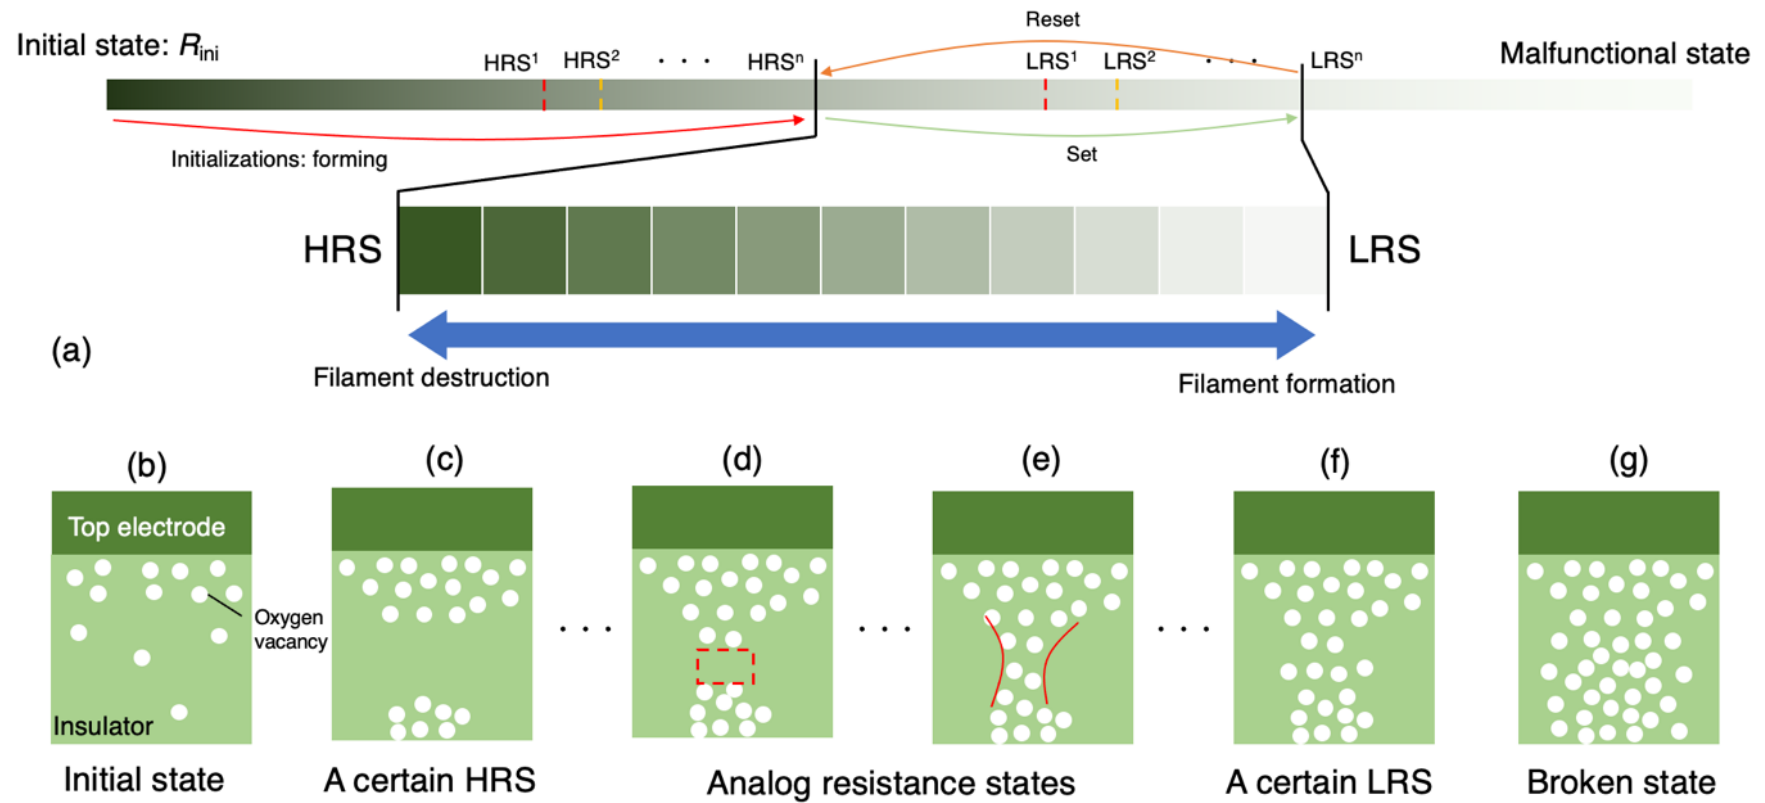 Reset
Initial state: Rini
HRS¹ HRS² · · · HRSⁿ LRS¹ LRS² · · · LRSⁿ
Malfunctional state
Initializations: forming
Set
HRS
LRS
(a)
Filament destruction
Filament formation
(b) (c) (d) (e) (f) (g)
Top electrode
Oxygen
vacancy
· · · · · · · · ·
Insulator
Initial state
A certain HRS
Analog resistance states
A certain LRS
Broken state